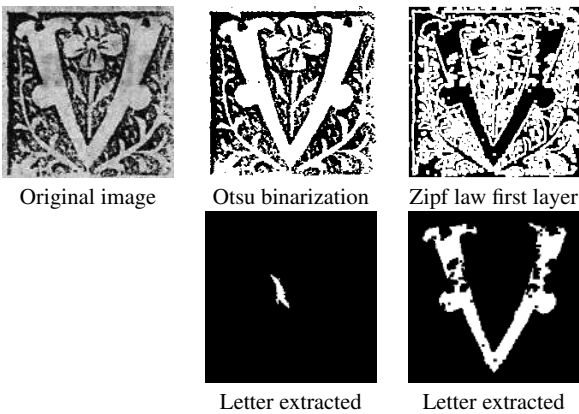 Original image Otsu binarization Zipf law first layer
Letter extracted Letter extracted